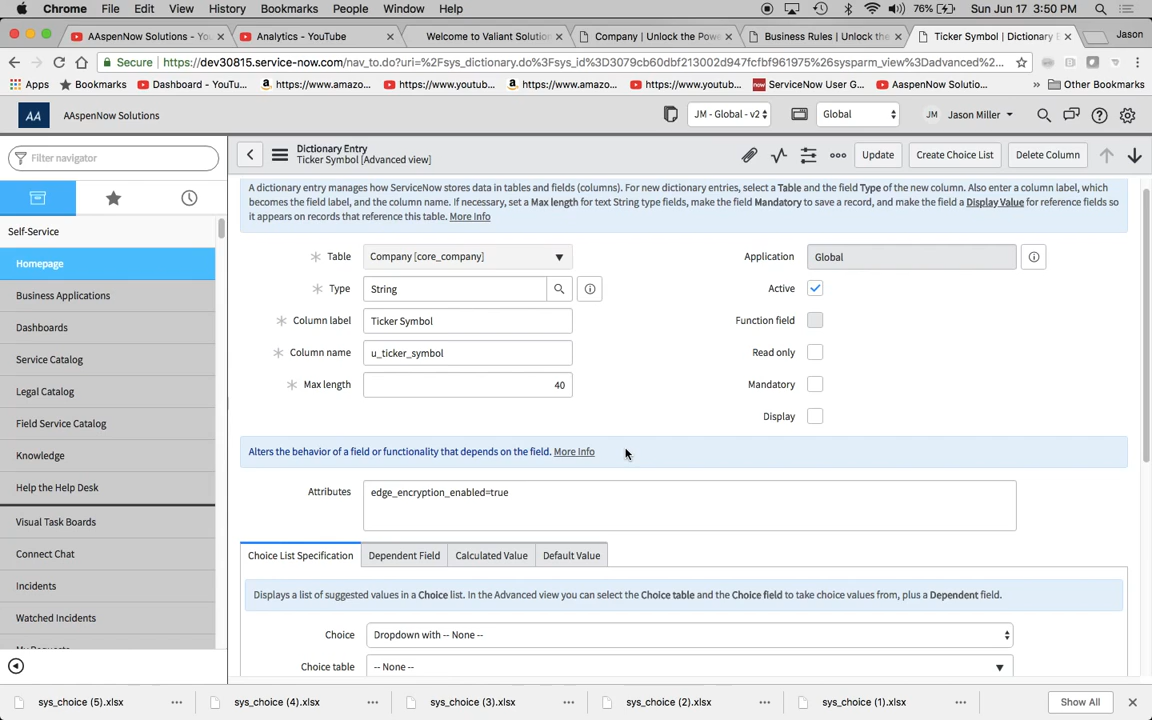 Chrome File Edit View History Bookmarks People Window Help 76% Sun Jun 17 3:50 PM
AAspenNow Solutions - Yo
Analytics - YouTube
Welcome to Valiant Solution
Company | Unlock the Powe
Business Rules | Unlock the
Ticker Symbol | Dictionary E
Jason
Secure https://dev30815.service-now.com/nav_to.do?uri=%2Fsys_dictionary.do%3Fsys_id%3D3079cb60dbf213002d947fcfbf961975%26sysparm_view%3Dadvanced%2...
Apps Bookmarks Dashboard - YouTu... https://www.amazo... https://www.youtub... https://www.amazo... https://www.youtub... ServiceNow User G... AaspenNow Solutio... » Other Bookmarks
AA AAspenNow Solutions JM - Global - v2 Global JM Jason Miller
Filter navigator
Dictionary Entry
Ticker Symbol [Advanced view]
Update Create Choice List Delete Column
Self-Service
Homepage
Business Applications
Dashboards
Service Catalog
Legal Catalog
Field Service Catalog
Knowledge
Help the Help Desk
Visual Task Boards
Connect Chat
Incidents
Watched Incidents
My Requests
A dictionary entry manages how ServiceNow stores data in tables and fields (columns). For new dictionary entries, select a Table and the field Type of the new column. Also enter a column label, which
becomes the field label, and the column name. If necessary, set a Max length for text String type fields, make the field Mandatory to save a record, and make the field a Display Value for reference fields so
it appears on records that reference this table. More Info
Table Company [core_company]
Application Global
Type String
Active
Column label Ticker Symbol
Function field
Column name u_ticker_symbol
Read only
Max length 40
Mandatory
Display
Alters the behavior of a field or functionality that depends on the field. More Info
Attributes edge_encryption_enabled=true
Choice List Specification Dependent Field Calculated Value Default Value
Displays a list of suggested values in a Choice list. In the Advanced view you can select the Choice table and the Choice field to take choice values from, plus a Dependent field.
Choice Dropdown with -- None --
Choice table -- None --
sys_choice (5).xlsx sys_choice (4).xlsx sys_choice (3).xlsx sys_choice (2).xlsx sys_choice (1).xlsx Show All